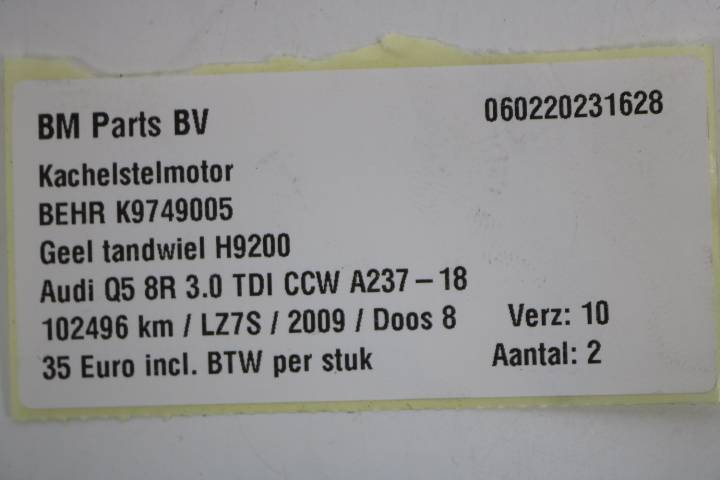 BM Parts BV 060220231628
Kachelstelmotor
BEHR K9749005
Geel tandwiel H9200
Audi Q5 8R 3.0 TDI CCW A237-18
102496 km / LZ7S / 2009 / Doos 8 Verz: 10
35 Euro incl. BTW per stuk Aantal: 2